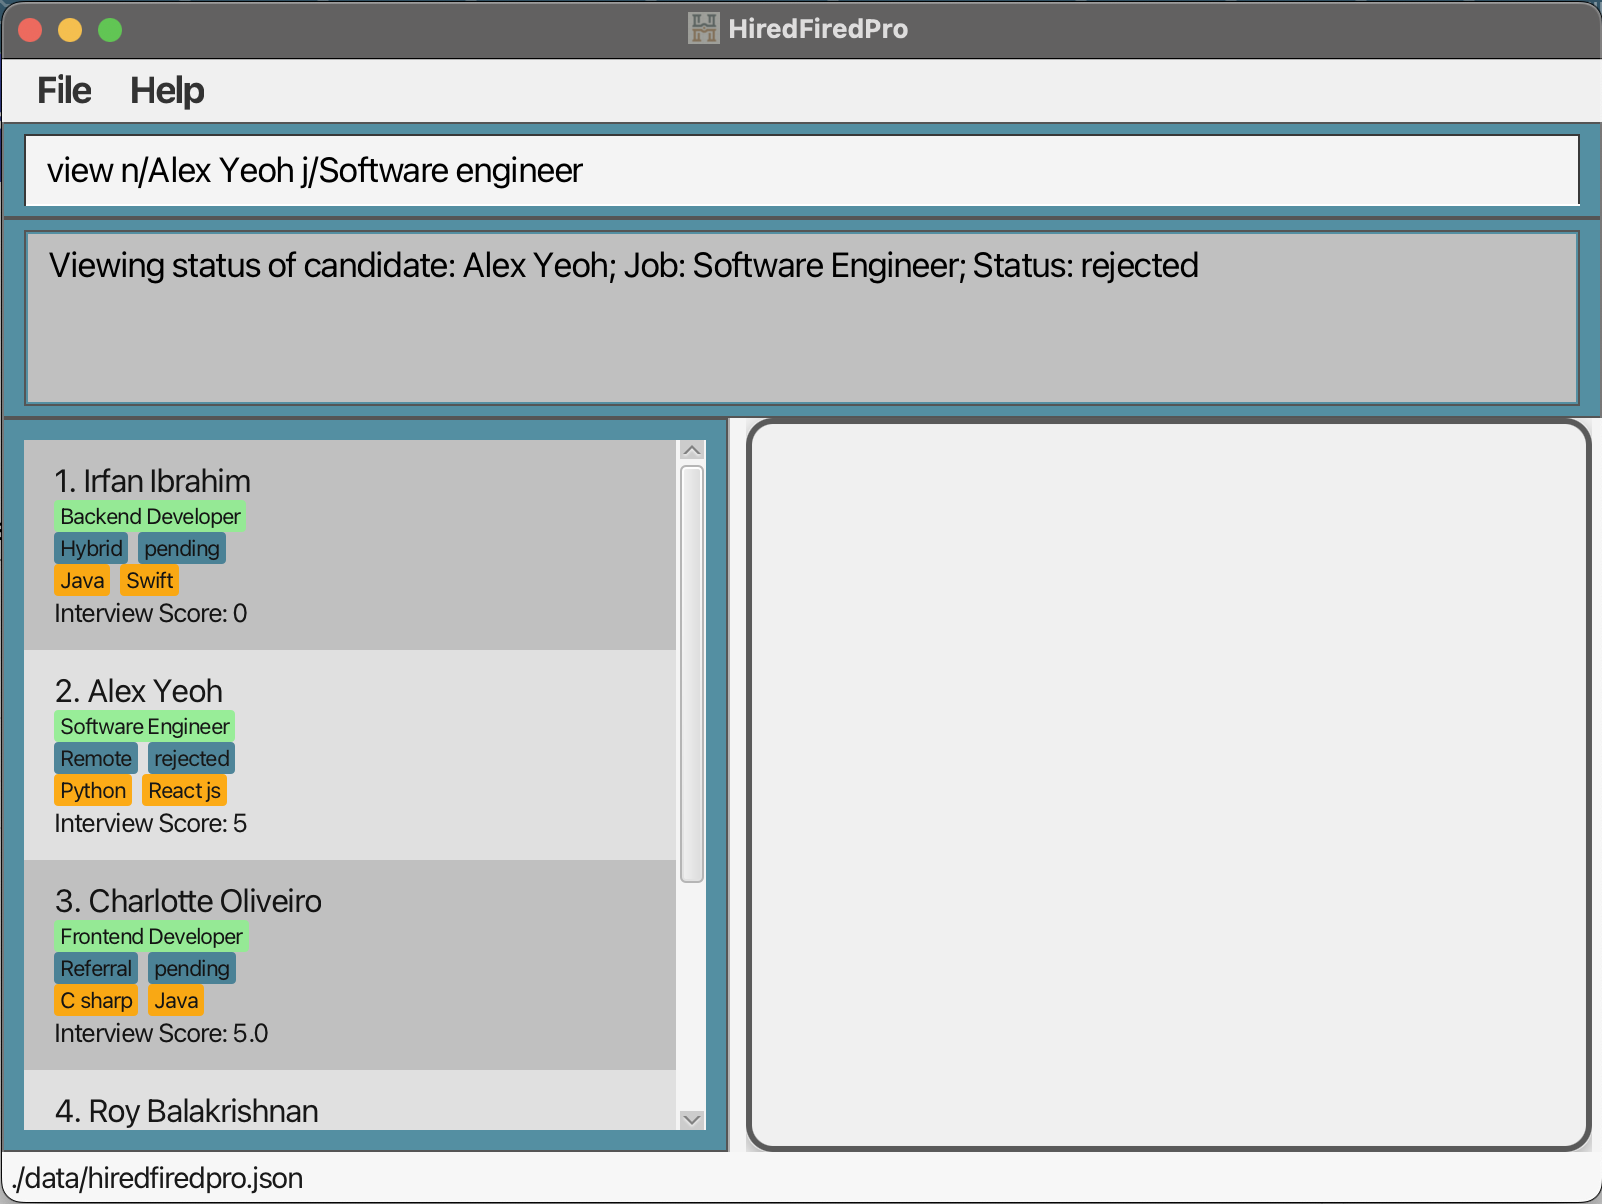 HiredFiredPro
File Help
view n/Alex Yeoh j/Software engineer
Viewing status of candidate: Alex Yeoh; Job: Software Engineer; Status: rejected
1. Irfan Ibrahim
Backend Developer
Hybrid pending
Java Swift
Interview Score: 0
2. Alex Yeoh
Software Engineer
Remote rejected
Python React js
Interview Score: 5
3. Charlotte Oliveiro
Frontend Developer
Referral pending
C sharp Java
Interview Score: 5.0
4. Roy Balakrishnan
./data/hiredfiredpro.json